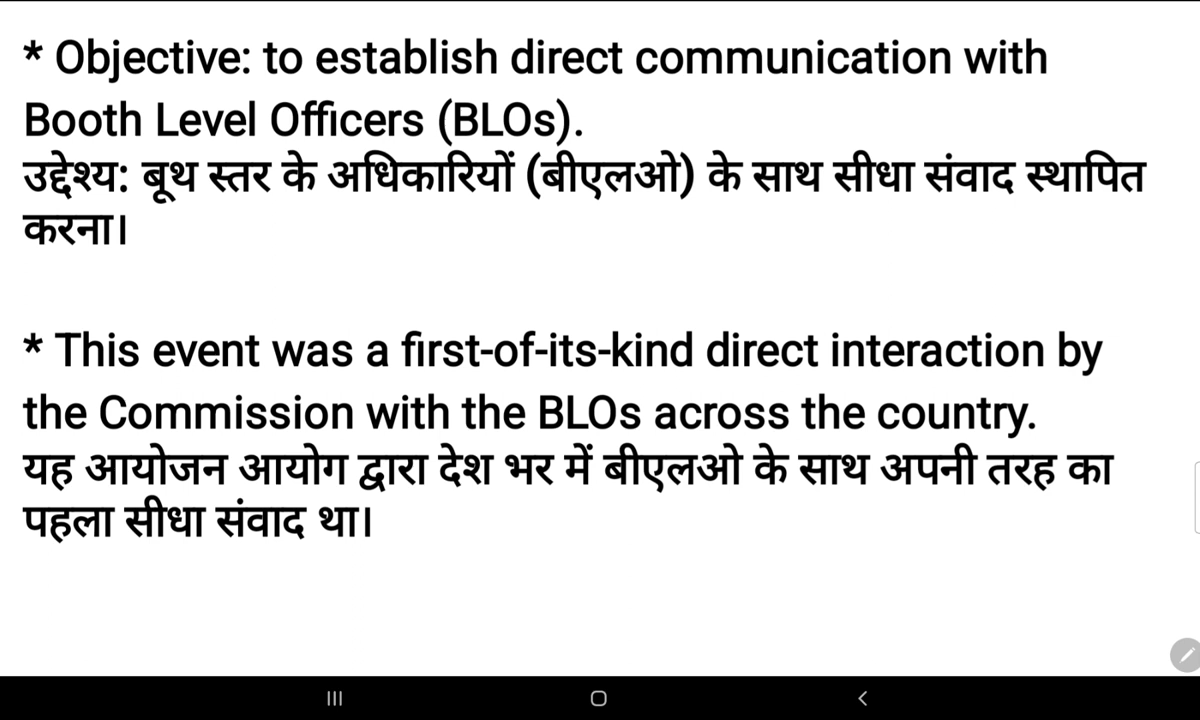 * Objective: to establish direct communication with
Booth Level Officers (BLOs).
उद्देश्य: बूथ स्तर के अधिकारियों (बीएलओ) के साथ सीधा संवाद स्थापित
करना।
* This event was a first-of-its-kind direct interaction by
the Commission with the BLOs across the country.
यह आयोजन आयोग द्वारा देश भर में बीएलओ के साथ अपनी तरह का
पहला सीधा संवाद था।